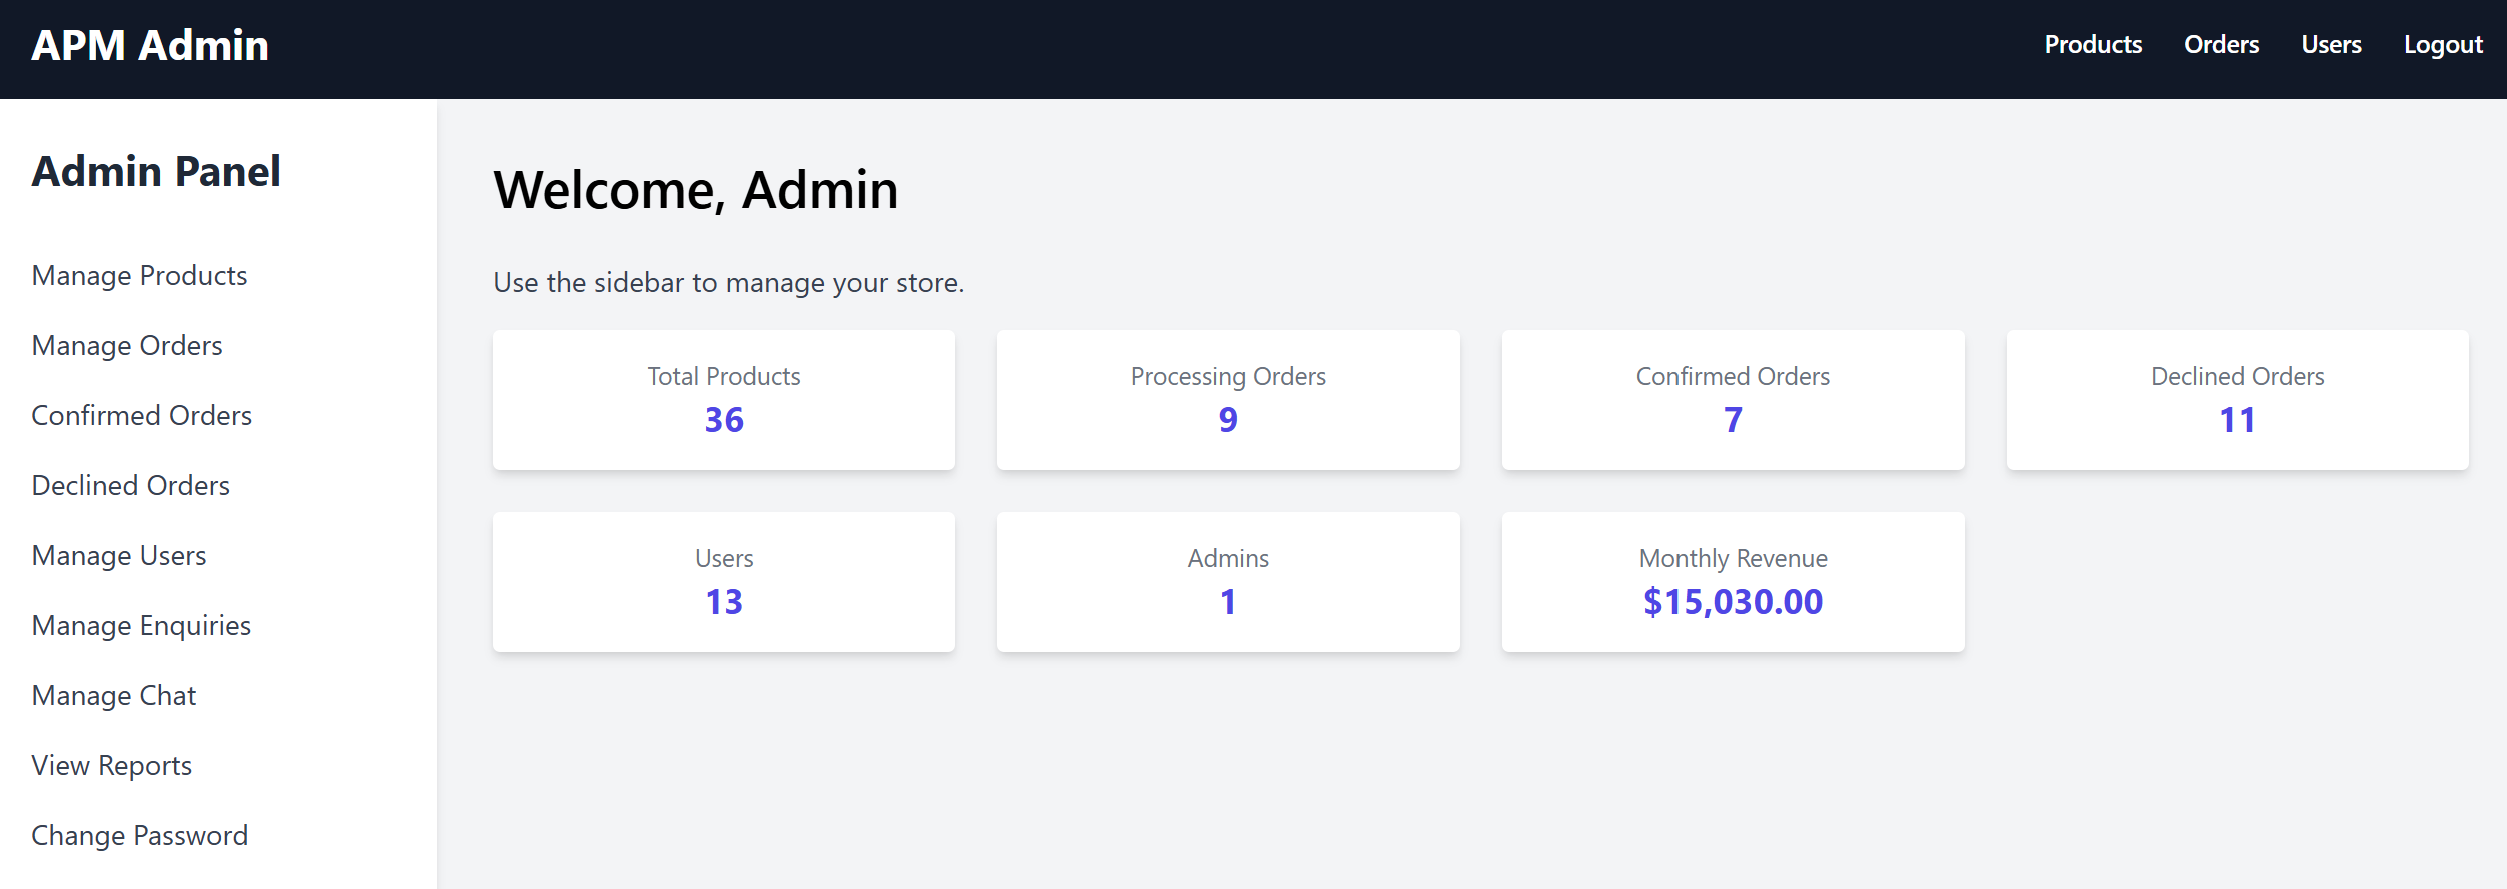 APM Admin
Products Orders Users Logout
Admin Panel
Manage Products
Manage Orders
Confirmed Orders
Declined Orders
Manage Users
Manage Enquiries
Manage Chat
View Reports
Change Password
Welcome, Admin
Use the sidebar to manage your store.
Total Products
36
Processing Orders
9
Confirmed Orders
7
Declined Orders
11
Users
13
Admins
1
Monthly Revenue
$15,030.00